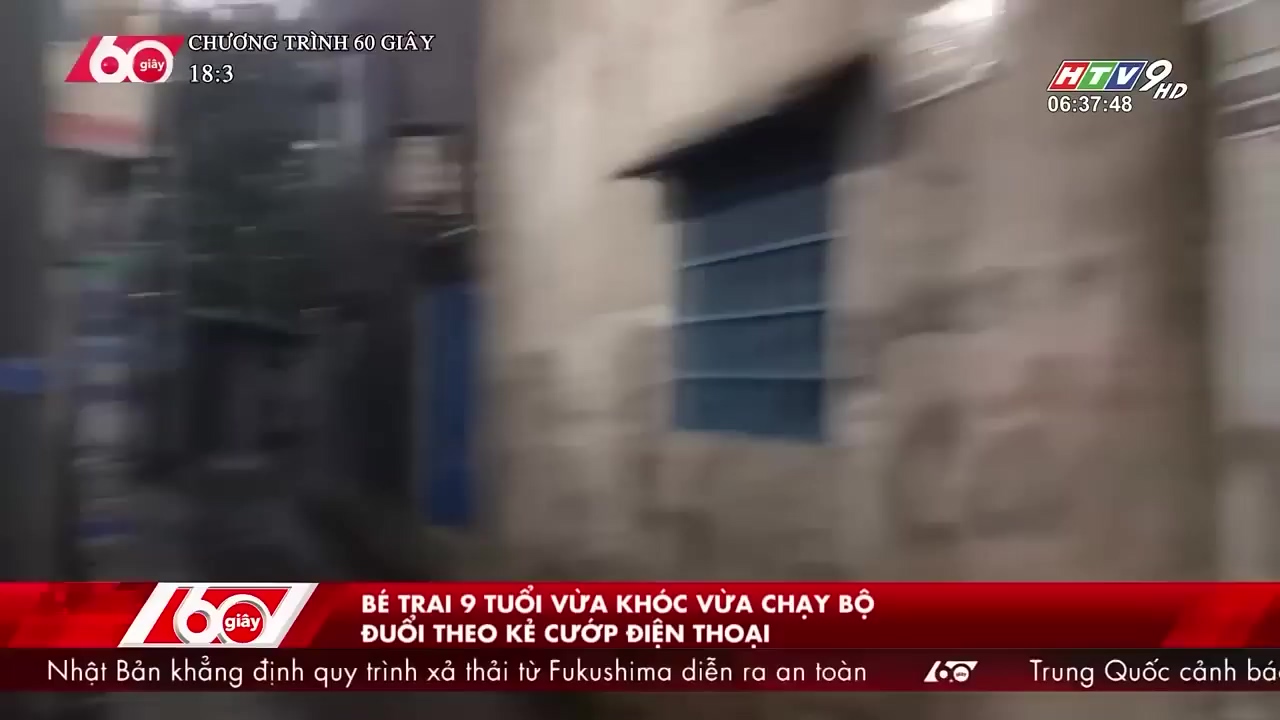 60 giây
CHƯƠNG TRÌNH 60 GIÂY
18:3
HTV9 HD
06:37:48
60 giây
BÉ TRAI 9 TUỔI VỪA KHÓC VỪA CHẠY BỘ
ĐUỔI THEO KẺ CƯỚP ĐIỆN THOẠI
Nhật Bản khẳng định quy trình xả thải từ Fukushima diễn ra an toàn 60 giây Trung Quốc cảnh bá